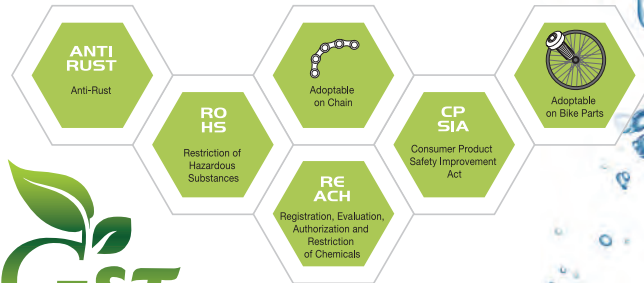 ANTI
RUST
Anti-Rust
RO
HS
Restriction of
Hazardous
Substances
Adoptable
on Chain
RE
ACH
Registration, Evaluation,
Authorization and
Restriction
of Chemicals
CP
SIA
Consumer Product
Safety Improvement
Act
Adoptable
on Bike Parts